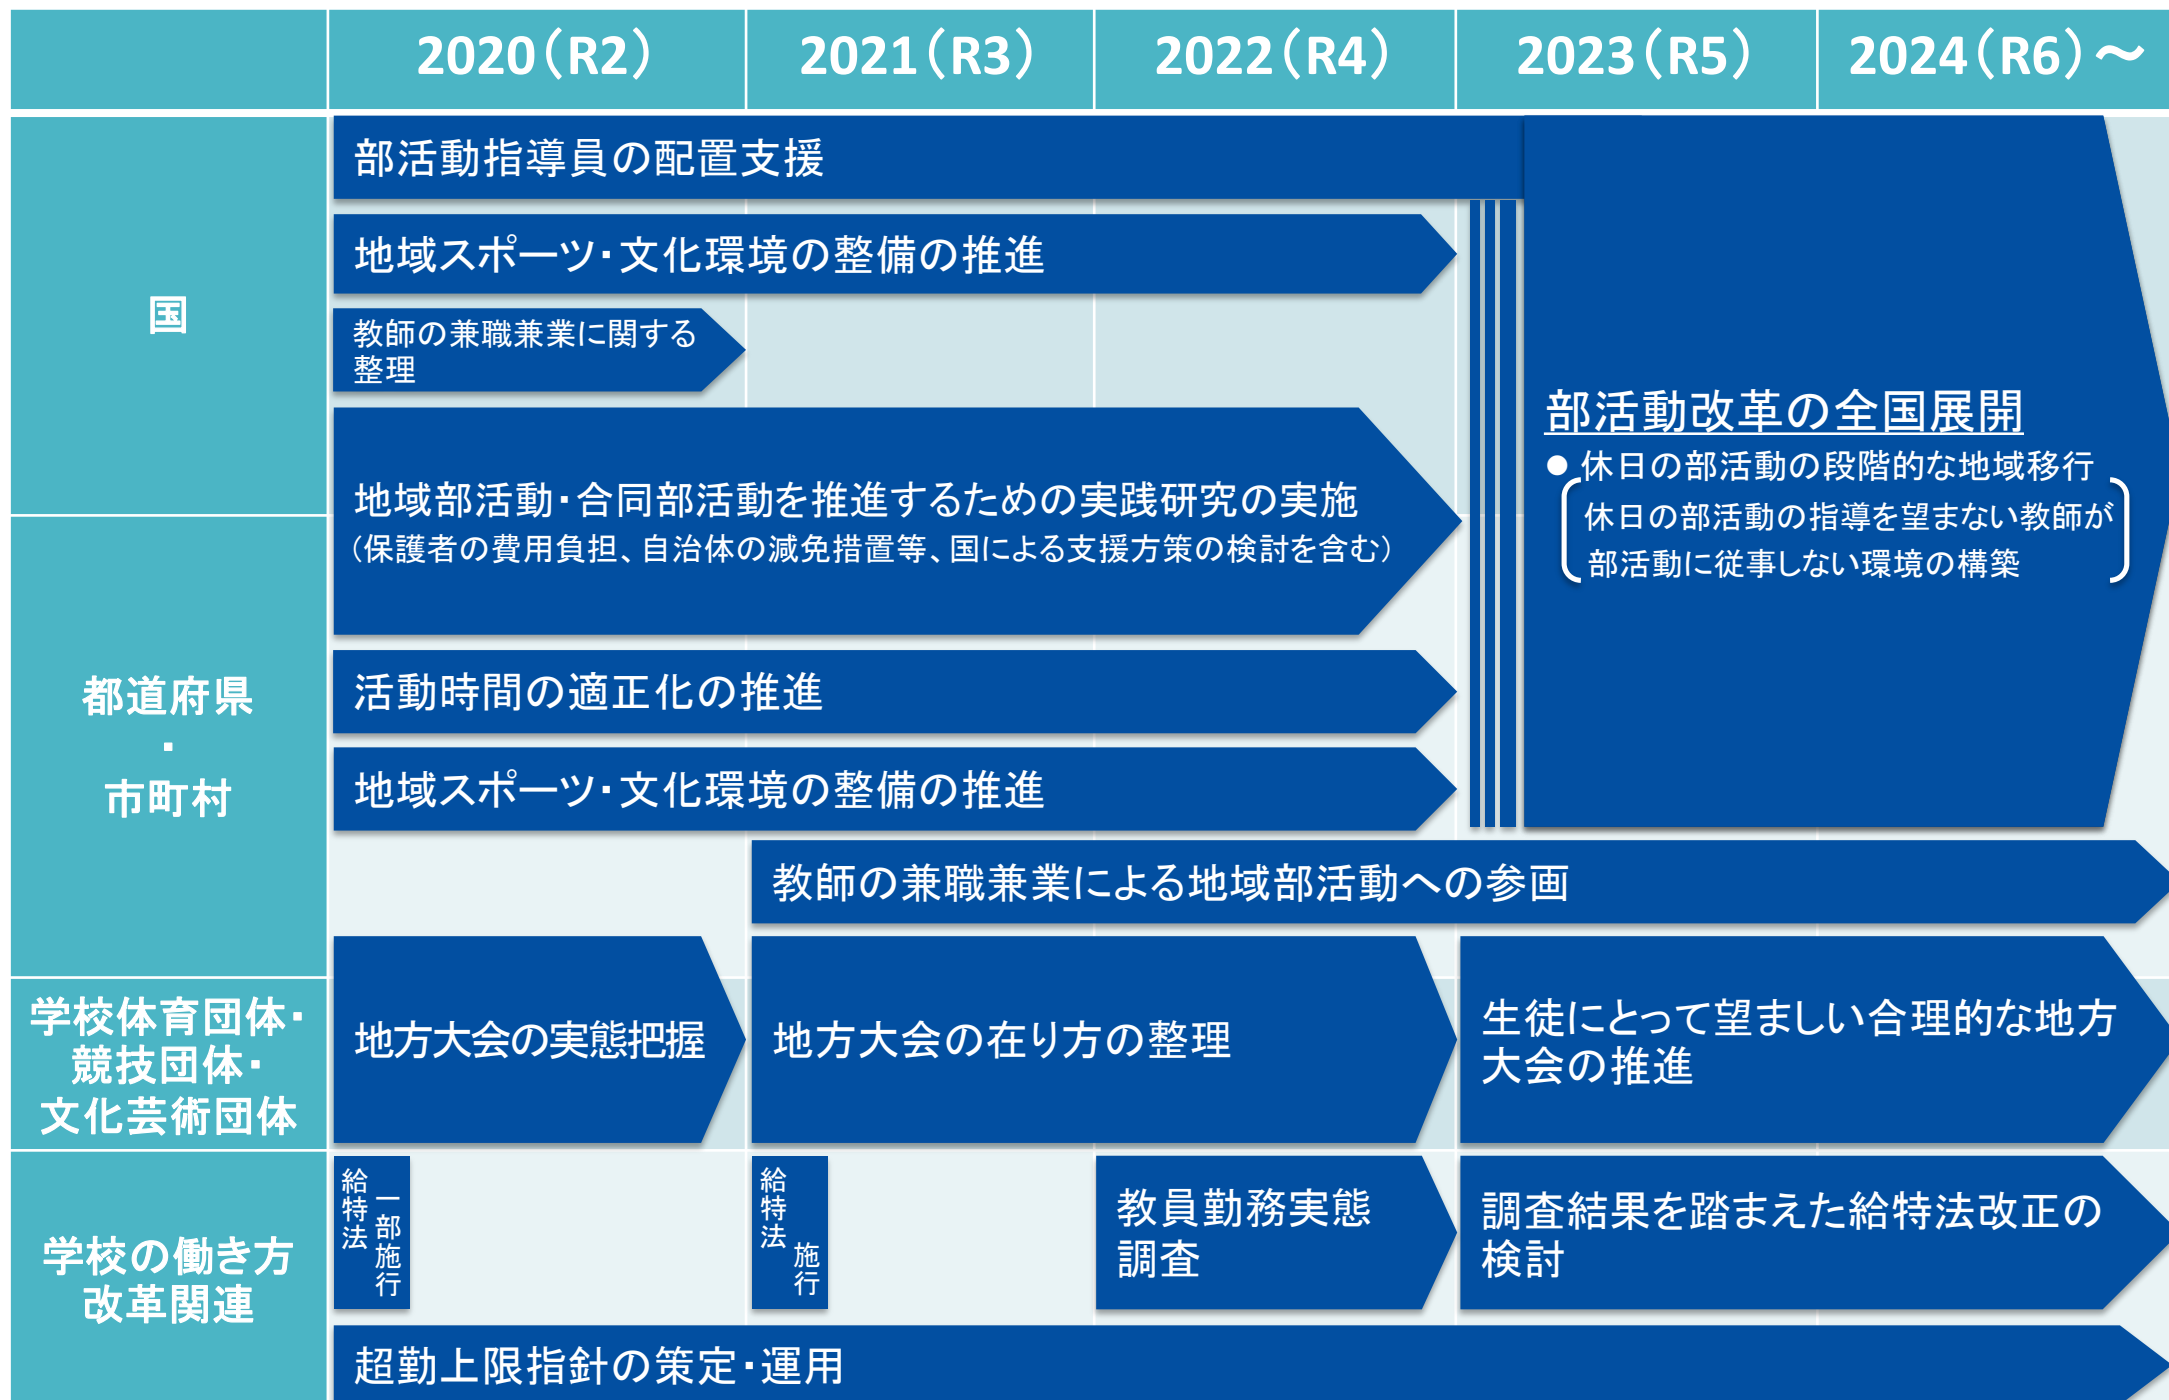 2020（R2）
2021（R3）
2022（R4）
2023（R5）
2024（R6）～
国
部活動指導員の配置支援
地域スポーツ・文化環境の整備の推進
教師の兼職兼業に関する
整理
地域部活動・合同部活動を推進するための実践研究の実施
（保護者の費用負担、自治体の減免措置等、国による支援方策の検討を含む）
部活動改革の全国展開
● 休日の部活動の段階的な地域移行
休日の部活動の指導を望まない教師が
部活動に従事しない環境の構築
都道府県
・
市町村
活動時間の適正化の推進
地域スポーツ・文化環境の整備の推進
教師の兼職兼業による地域部活動への参画
学校体育団体・
競技団体・
文化芸術団体
地方大会の実態把握
地方大会の在り方の整理
生徒にとって望ましい合理的な地方
大会の推進
学校の働き方
改革関連
給特法
一部施行
給特法
施行
教員勤務実態
調査
調査結果を踏まえた給特法改正の
検討
超勤上限指針の策定・運用